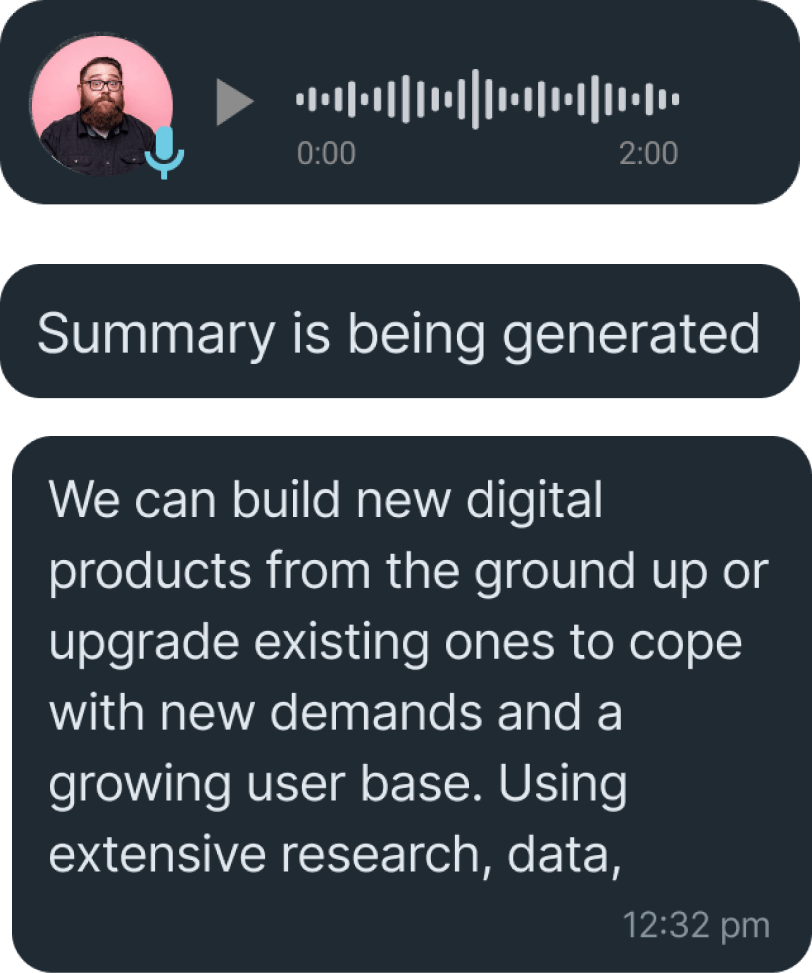 0:00 2:00
Summary is being generated
We can build new digital
products from the ground up or
upgrade existing ones to cope
with new demands and a
growing user base. Using
extensive research, data,
12:32 pm